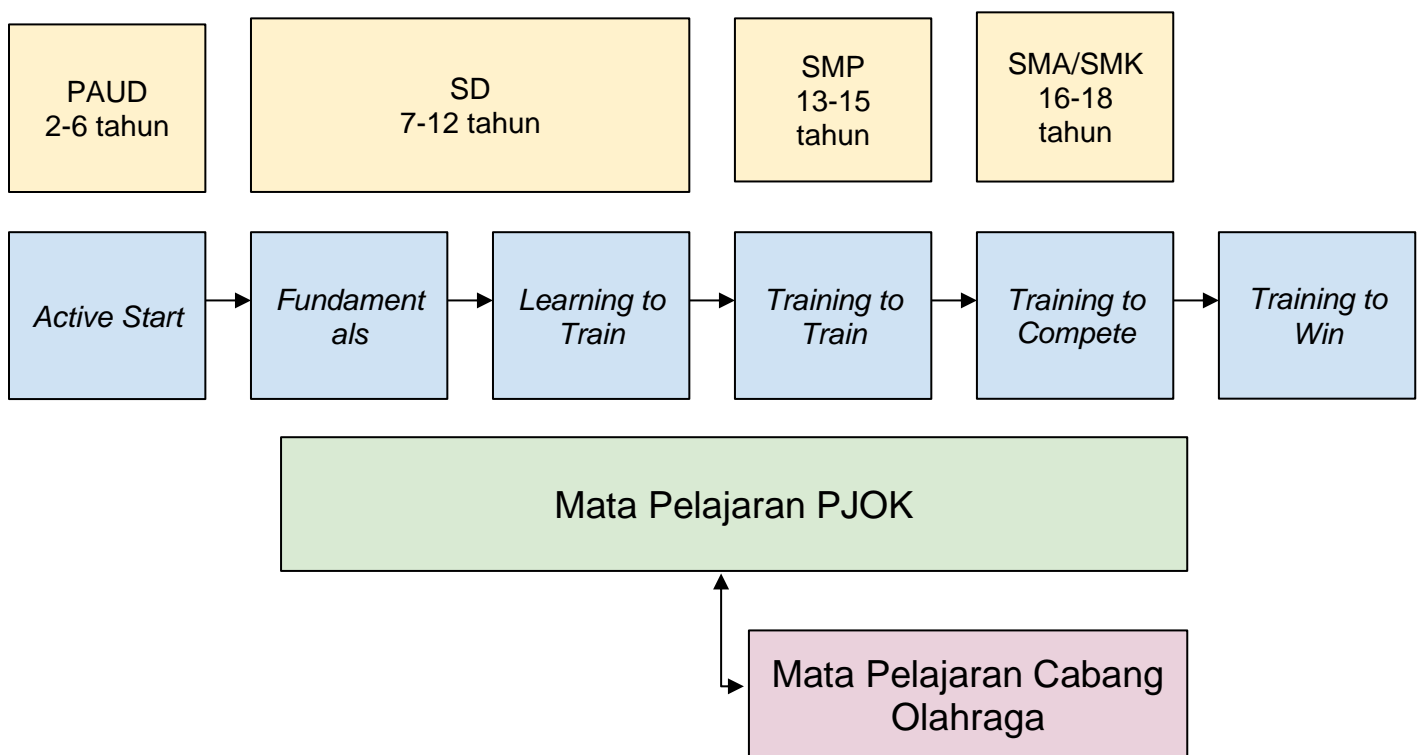 PAUD
2-6 tahun
SD
7-12 tahun
SMP
13-15
tahun
SMA/SMK
16-18
tahun
Active Start
Fundament
als
Learning to
Train
Training to
Train
Training to
Compete
Training to
Win
Mata Pelajaran PJOK
Mata Pelajaran Cabang
Olahraga